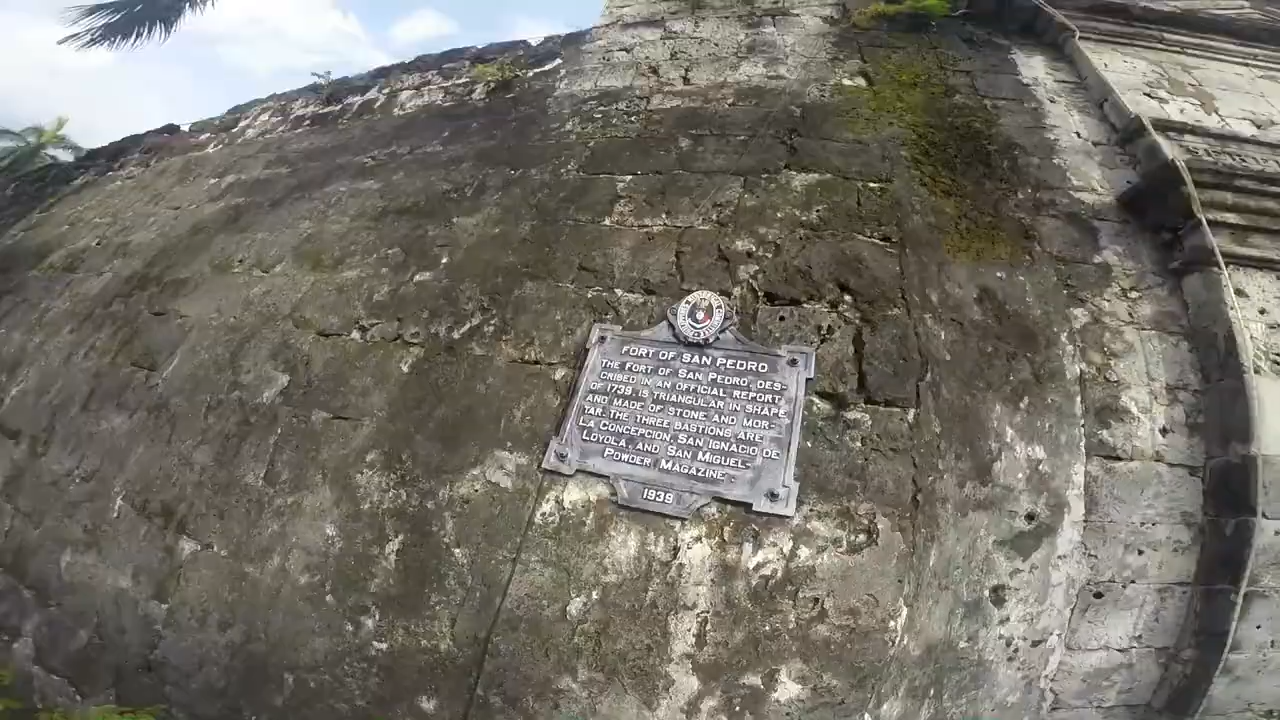 FORT OF SAN PEDRO
THE FORT OF SAN PEDRO, DES-
CRIBED IN AN OFFICIAL REPORT
OF 1739, IS TRIANGULAR IN SHAPE
AND MADE OF STONE AND MOR-
TAR. THE THREE BASTIONS ARE
LA CONCEPCION, SAN IGNACIO DE
LOYOLA, AND SAN MIGUEL-
POWDER MAGAZINE.
1939